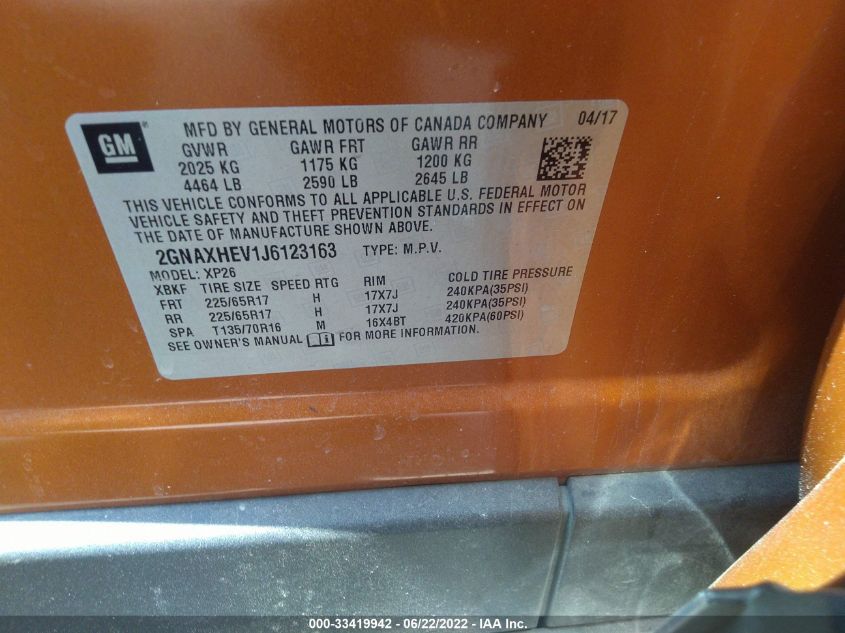 GM
MFD BY GENERAL MOTORS OF CANADA COMPANY 04/17
GVWR GAWR FRT GAWR RR
2025 KG 1175 KG 1200 KG
4464 LB 2590 LB 2645 LB
THIS VEHICLE CONFORMS TO ALL APPLICABLE U.S. FEDERAL MOTOR
VEHICLE SAFETY AND THEFT PREVENTION STANDARDS IN EFFECT ON
THE DATE OF MANUFACTURE SHOWN ABOVE.
2GNAXHEV1J6123163 TYPE: M.P.V.
MODEL: XP26
XBKF TIRE SIZE SPEED RTG RIM COLD TIRE PRESSURE
FRT 225/65R17 H 17X7J 240KPA(35PSI)
RR 225/65R17 H 17X7J 240KPA(35PSI)
SPA T135/70R16 M 16X4BT 420KPA(60PSI)
SEE OWNER'S MANUAL FOR MORE INFORMATION.
000-33419942 - 06/22/2022 - IAA Inc.